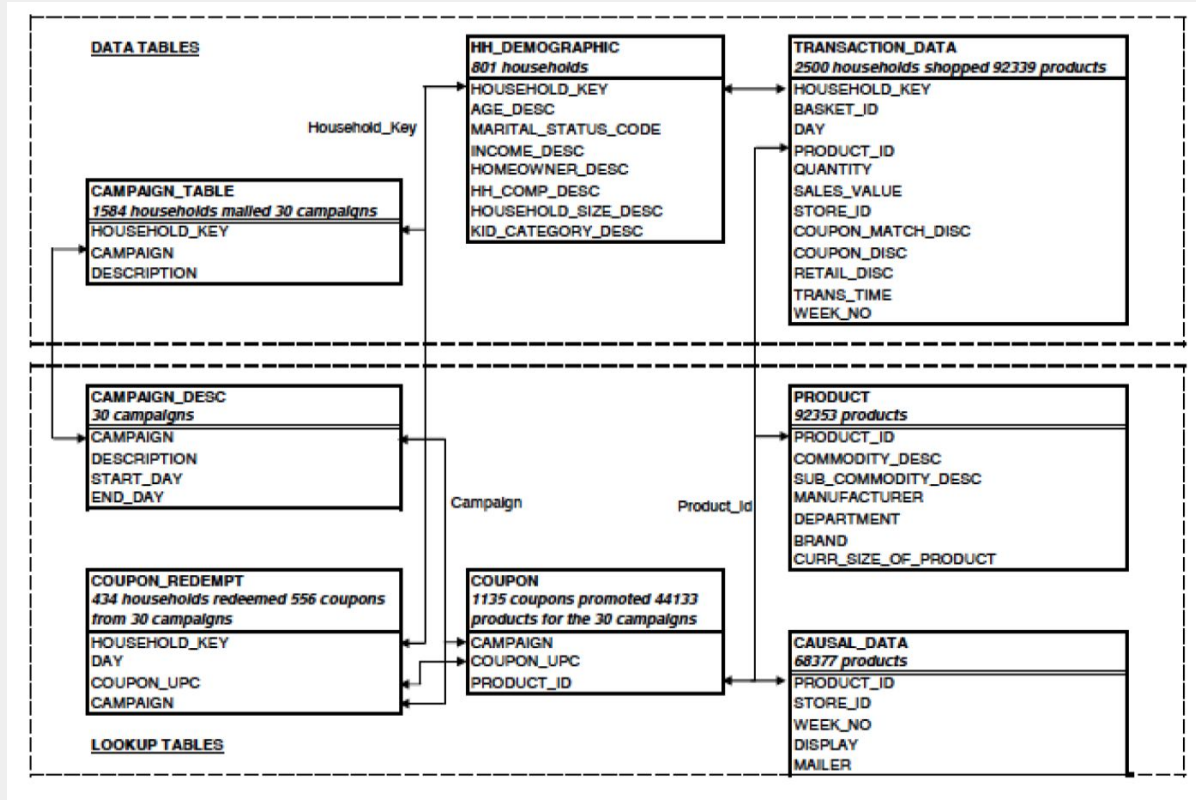 DATA TABLES
HH_DEMOGRAPHIC
801 households
HOUSEHOLD_KEY
AGE_DESC
MARITAL_STATUS_CODE
INCOME_DESC
HOMEOWNER_DESC
HH_COMP_DESC
HOUSEHOLD_SIZE_DESC
KID_CATEGORY_DESC
TRANSACTION_DATA
2500 households shopped 92339 products
HOUSEHOLD_KEY
BASKET_ID
DAY
PRODUCT_ID
QUANTITY
SALES_VALUE
STORE_ID
COUPON_MATCH_DISC
COUPON_DISC
RETAIL_DISC
TRANS_TIME
WEEK_NO
Household_Key
CAMPAIGN_TABLE
1584 households mailed 30 campaigns
HOUSEHOLD_KEY
CAMPAIGN
DESCRIPTION
CAMPAIGN_DESC
30 campaigns
CAMPAIGN
DESCRIPTION
START_DAY
END_DAY
Campaign
Product_Id
PRODUCT
92353 products
PRODUCT_ID
COMMODITY_DESC
SUB_COMMODITY_DESC
MANUFACTURER
DEPARTMENT
BRAND
CURR_SIZE_OF_PRODUCT
COUPON_REDEMPT
434 households redeemed 556 coupons
from 30 campaigns
HOUSEHOLD_KEY
DAY
COUPON_UPC
CAMPAIGN
COUPON
1135 coupons promoted 44133
products for the 30 campaigns
CAMPAIGN
COUPON_UPC
PRODUCT_ID
CAUSAL_DATA
68377 products
PRODUCT_ID
STORE_ID
WEEK_NO
DISPLAY
MAILER
LOOKUP TABLES